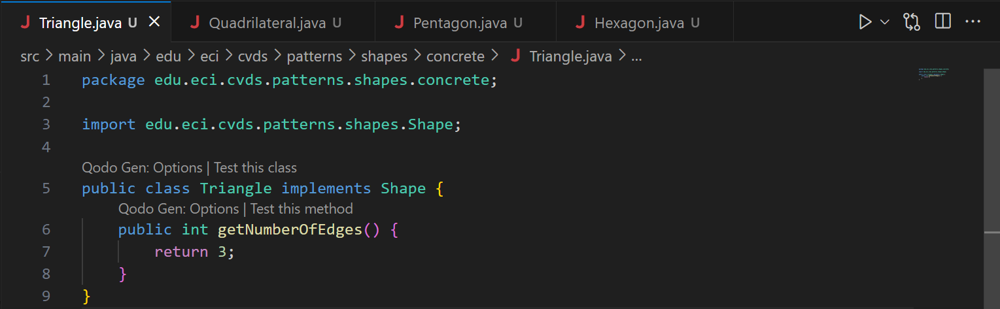 Triangle.java U Quadrilateral.java U Pentagon.java U Hexagon.java U
src > main > java > edu > eci > cvds > patterns > shapes > concrete > Triangle.java > ...
1 package edu.eci.cvds.patterns.shapes.concrete;
2
3 import edu.eci.cvds.patterns.shapes.Shape;
4
Qodo Gen: Options | Test this class
5 public class Triangle implements Shape {
Qodo Gen: Options | Test this method
6 public int getNumberOfEdges() {
7 return 3;
8 }
9 }